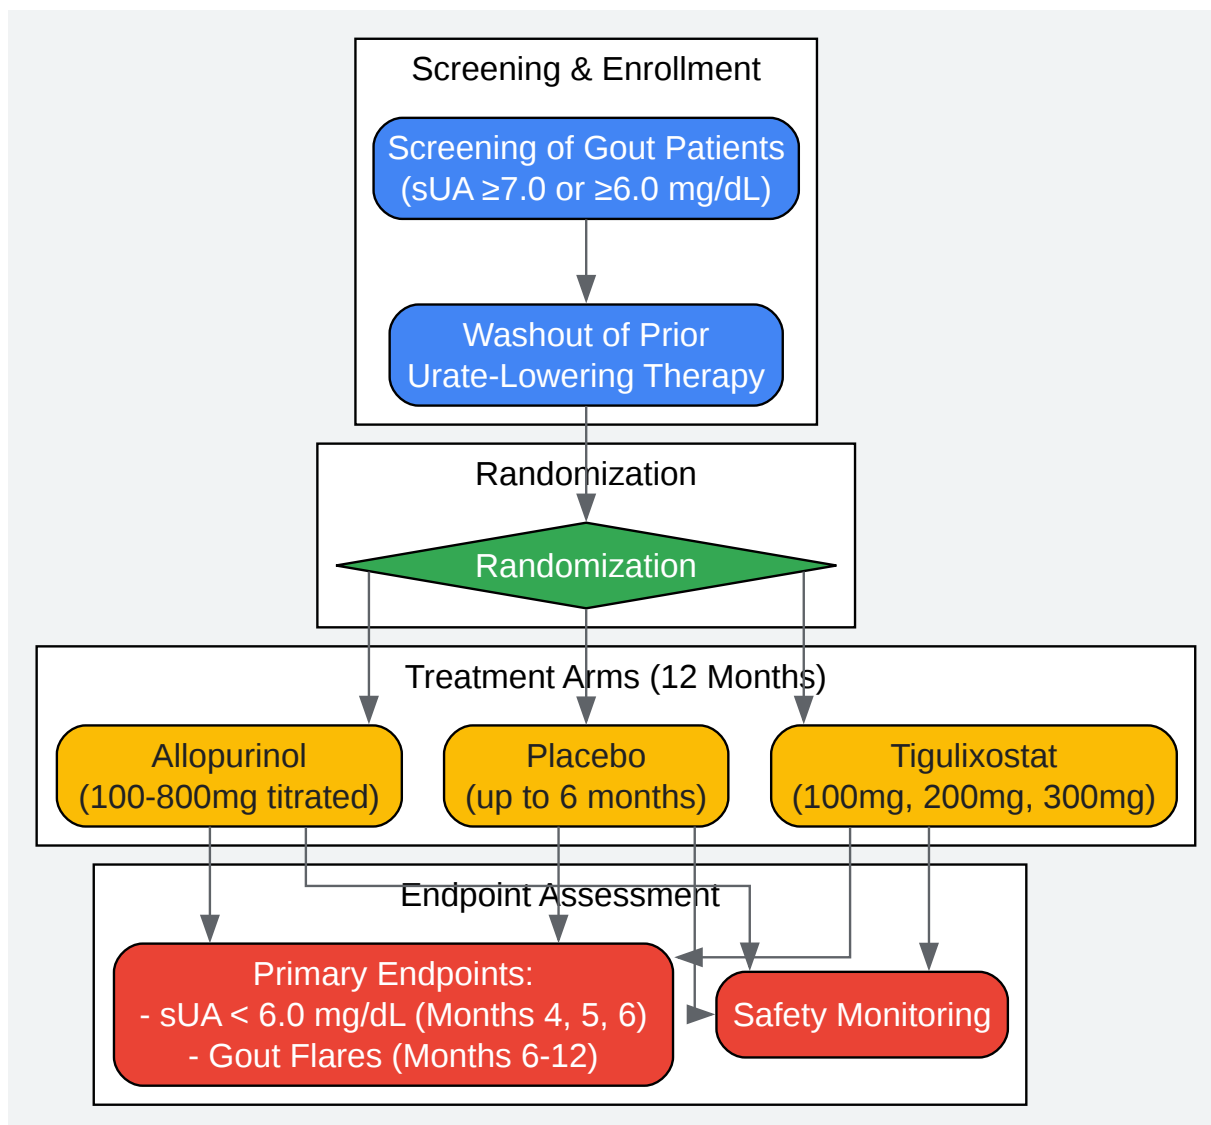 Screening & Enrollment
Screening of Gout Patients
(sUA ≥7.0 or ≥6.0 mg/dL)
Washout of Prior
Urate-Lowering Therapy
Randomization
Randomization
Treatment Arms (12 Months)
Allopurinol
(100-800mg titrated)
Placebo
(up to 6 months)
Tigulixostat
(100mg, 200mg, 300mg)
Endpoint Assessment
Primary Endpoints:
- sUA < 6.0 mg/dL (Months 4, 5, 6)
- Gout Flares (Months 6-12)
Safety Monitoring